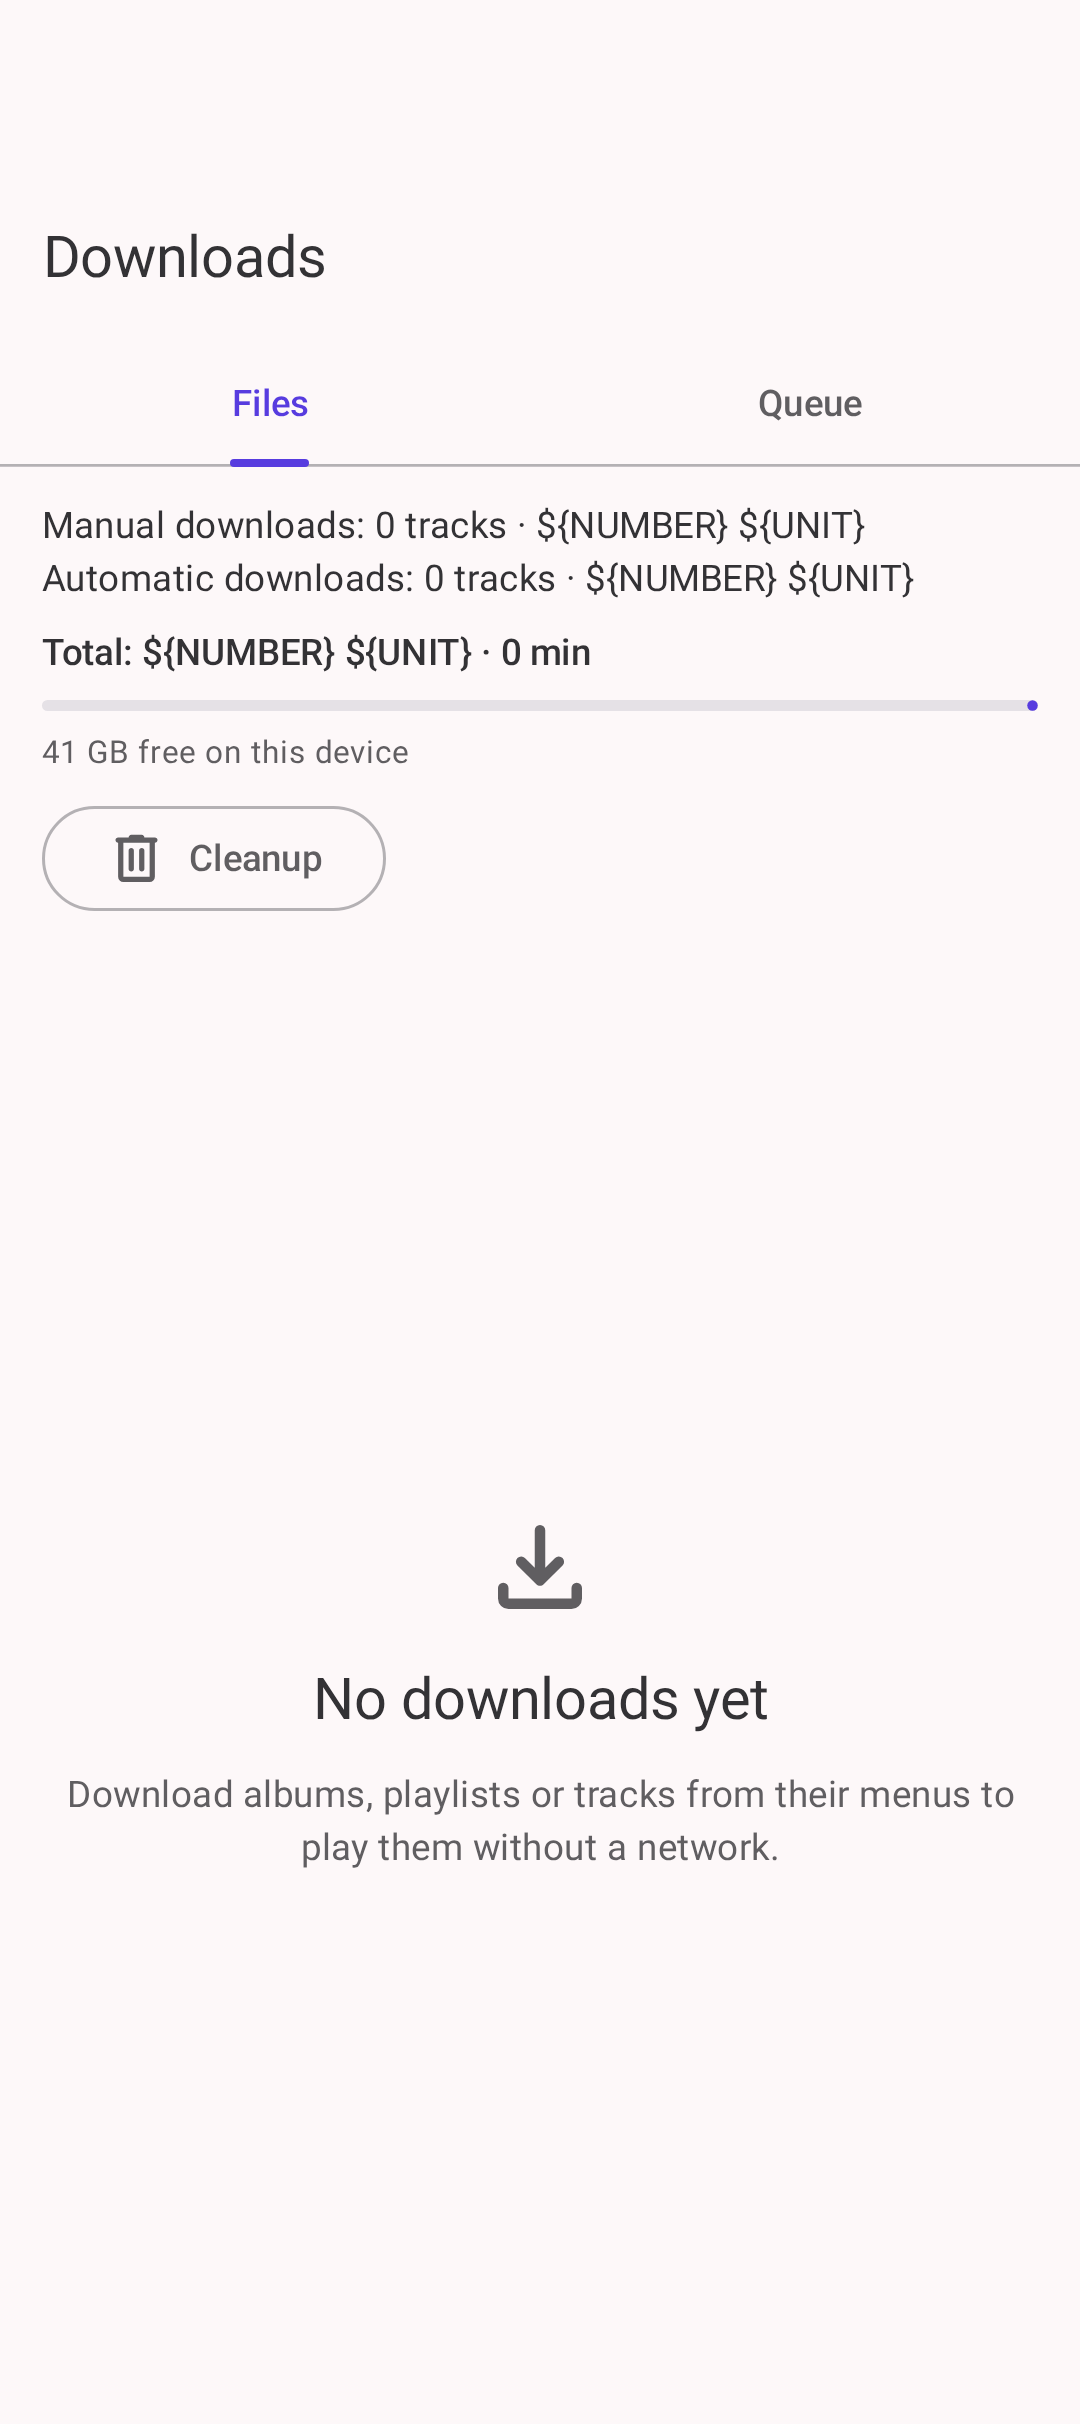 Downloads
Files
Queue
Manual downloads: 0 tracks · ${NUMBER} ${UNIT}
Automatic downloads: 0 tracks · ${NUMBER} ${UNIT}
Total: ${NUMBER} ${UNIT} · 0 min
41 GB free on this device
Cleanup
No downloads yet
Download albums, playlists or tracks from their menus to
play them without a network.